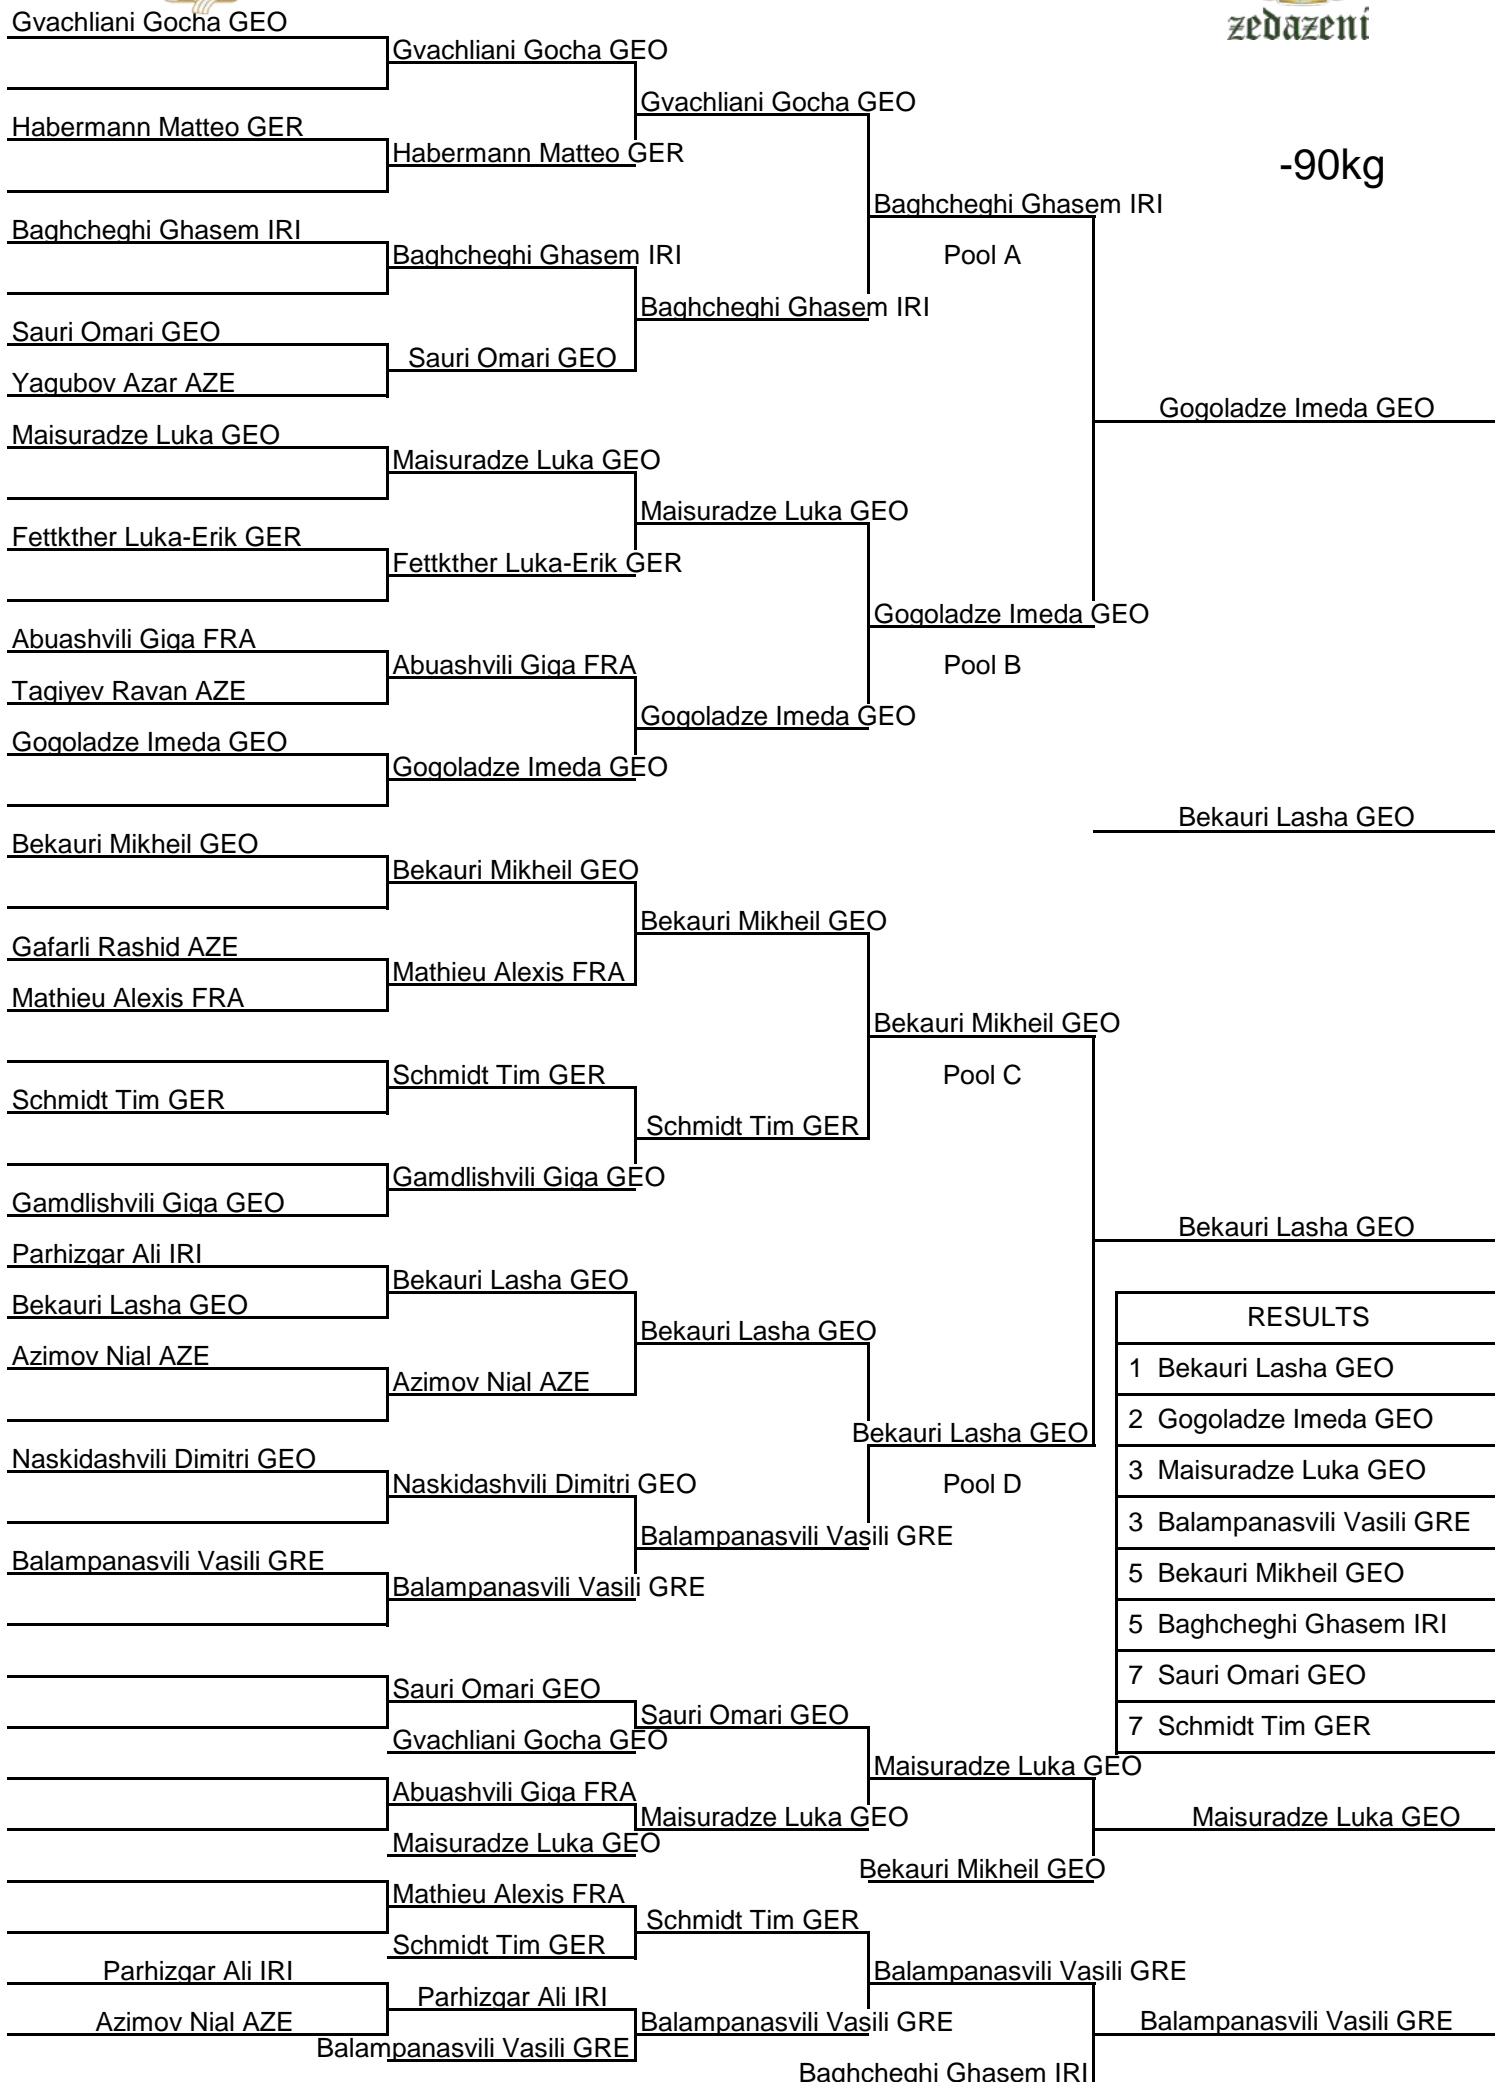 Gvachliani Gocha GEO
zedazeni
Gvachliani Gocha GEO
Gvachliani Gocha GEO
Habermann Matteo GER
Habermann Matteo GER
-90kg
Baghcheghi Ghasem IRI
Baghcheghi Ghasem IRI
Baghcheghi Ghasem IRI
Pool A
Baghcheghi Ghasem IRI
Sauri Omari GEO
Sauri Omari GEO
Yagubov Azar AZE
Gogoladze Imeda GEO
Maisuradze Luka GEO
Maisuradze Luka GEO
Maisuradze Luka GEO
Fettkther Luka-Erik GER
Fettkther Luka-Erik GER
Gogoladze Imeda GEO
Abuashvili Giga FRA
Abuashvili Giga FRA
Pool B
Tagiyev Ravan AZE
Gogoladze Imeda GEO
Gogoladze Imeda GEO
Gogoladze Imeda GEO
Bekauri Lasha GEO
Bekauri Mikheil GEO
Bekauri Mikheil GEO
Bekauri Mikheil GEO
Gafarli Rashid AZE
Mathieu Alexis FRA
Mathieu Alexis FRA
Bekauri Mikheil GEO
Schmidt Tim GER
Pool C
Schmidt Tim GER
Schmidt Tim GER
Gamdlishvili Giga GEO
Gamdlishvili Giga GEO
Bekauri Lasha GEO
Parhizgar Ali IRI
Bekauri Lasha GEO
Bekauri Lasha GEO
RESULTS
Bekauri Lasha GEO
Azimov Nial AZE
1 Bekauri Lasha GEO
Azimov Nial AZE
2 Gogoladze Imeda GEO
Bekauri Lasha GEO
Naskidashvili Dimitri GEO
3 Maisuradze Luka GEO
Naskidashvili Dimitri GEO
Pool D
3 Balampanasvili Vasili GRE
Balampanasvili Vasili GRE
Balampanasvili Vasili GRE
5 Bekauri Mikheil GEO
Balampanasvili Vasili GRE
5 Baghcheghi Ghasem IRI
7 Sauri Omari GEO
Sauri Omari GEO
Sauri Omari GEO
7 Schmidt Tim GER
Gvachliani Gocha GEO
Maisuradze Luka GEO
Abuashvili Giga FRA
Maisuradze Luka GEO
Maisuradze Luka GEO
Maisuradze Luka GEO
Bekauri Mikheil GEO
Mathieu Alexis FRA
Schmidt Tim GER
Schmidt Tim GER
Parhizgar Ali IRI
Balampanasvili Vasili GRE
Parhizgar Ali IRI
Azimov Nial AZE
Balampanasvili Vasili GRE
Balampanasvili Vasili GRE
Balampanasvili Vasili GRE
Baghcheghi Ghasem IRI